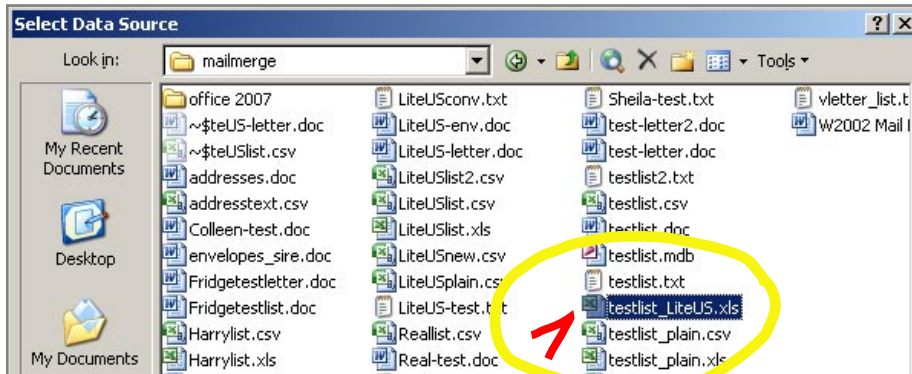 Select Data Source
Look in:
mailmerge
Tools
My Recent
Documents
Desktop
My Documents
office 2007
~$teUS-letter.doc
~$teUSlist.csv
addresses.doc
addresstext.csv
Colleen-test.doc
envelopes_sire.doc
Fridgetestletter.doc
Fridgetestlist.doc
Harrylist.csv
Harrylist.xls
LiteUSconv.txt
LiteUS-env.doc
LiteUS-letter.doc
LiteUSlist2.csv
LiteUSlist.csv
LiteUSlist.xls
LiteUSnew.csv
LiteUSplain.csv
LiteUS-test.txt
Reallist.csv
Real-test.doc
Sheila-test.txt
test-letter2.doc
test-letter.doc
testlist2.txt
testlist.csv
testlist.doc
testlist.mdb
testlist.txt
testlist_LiteUS.xls
testlist_plain.csv
testlist_plain.xls
vletter_list.t
W2002 Mail